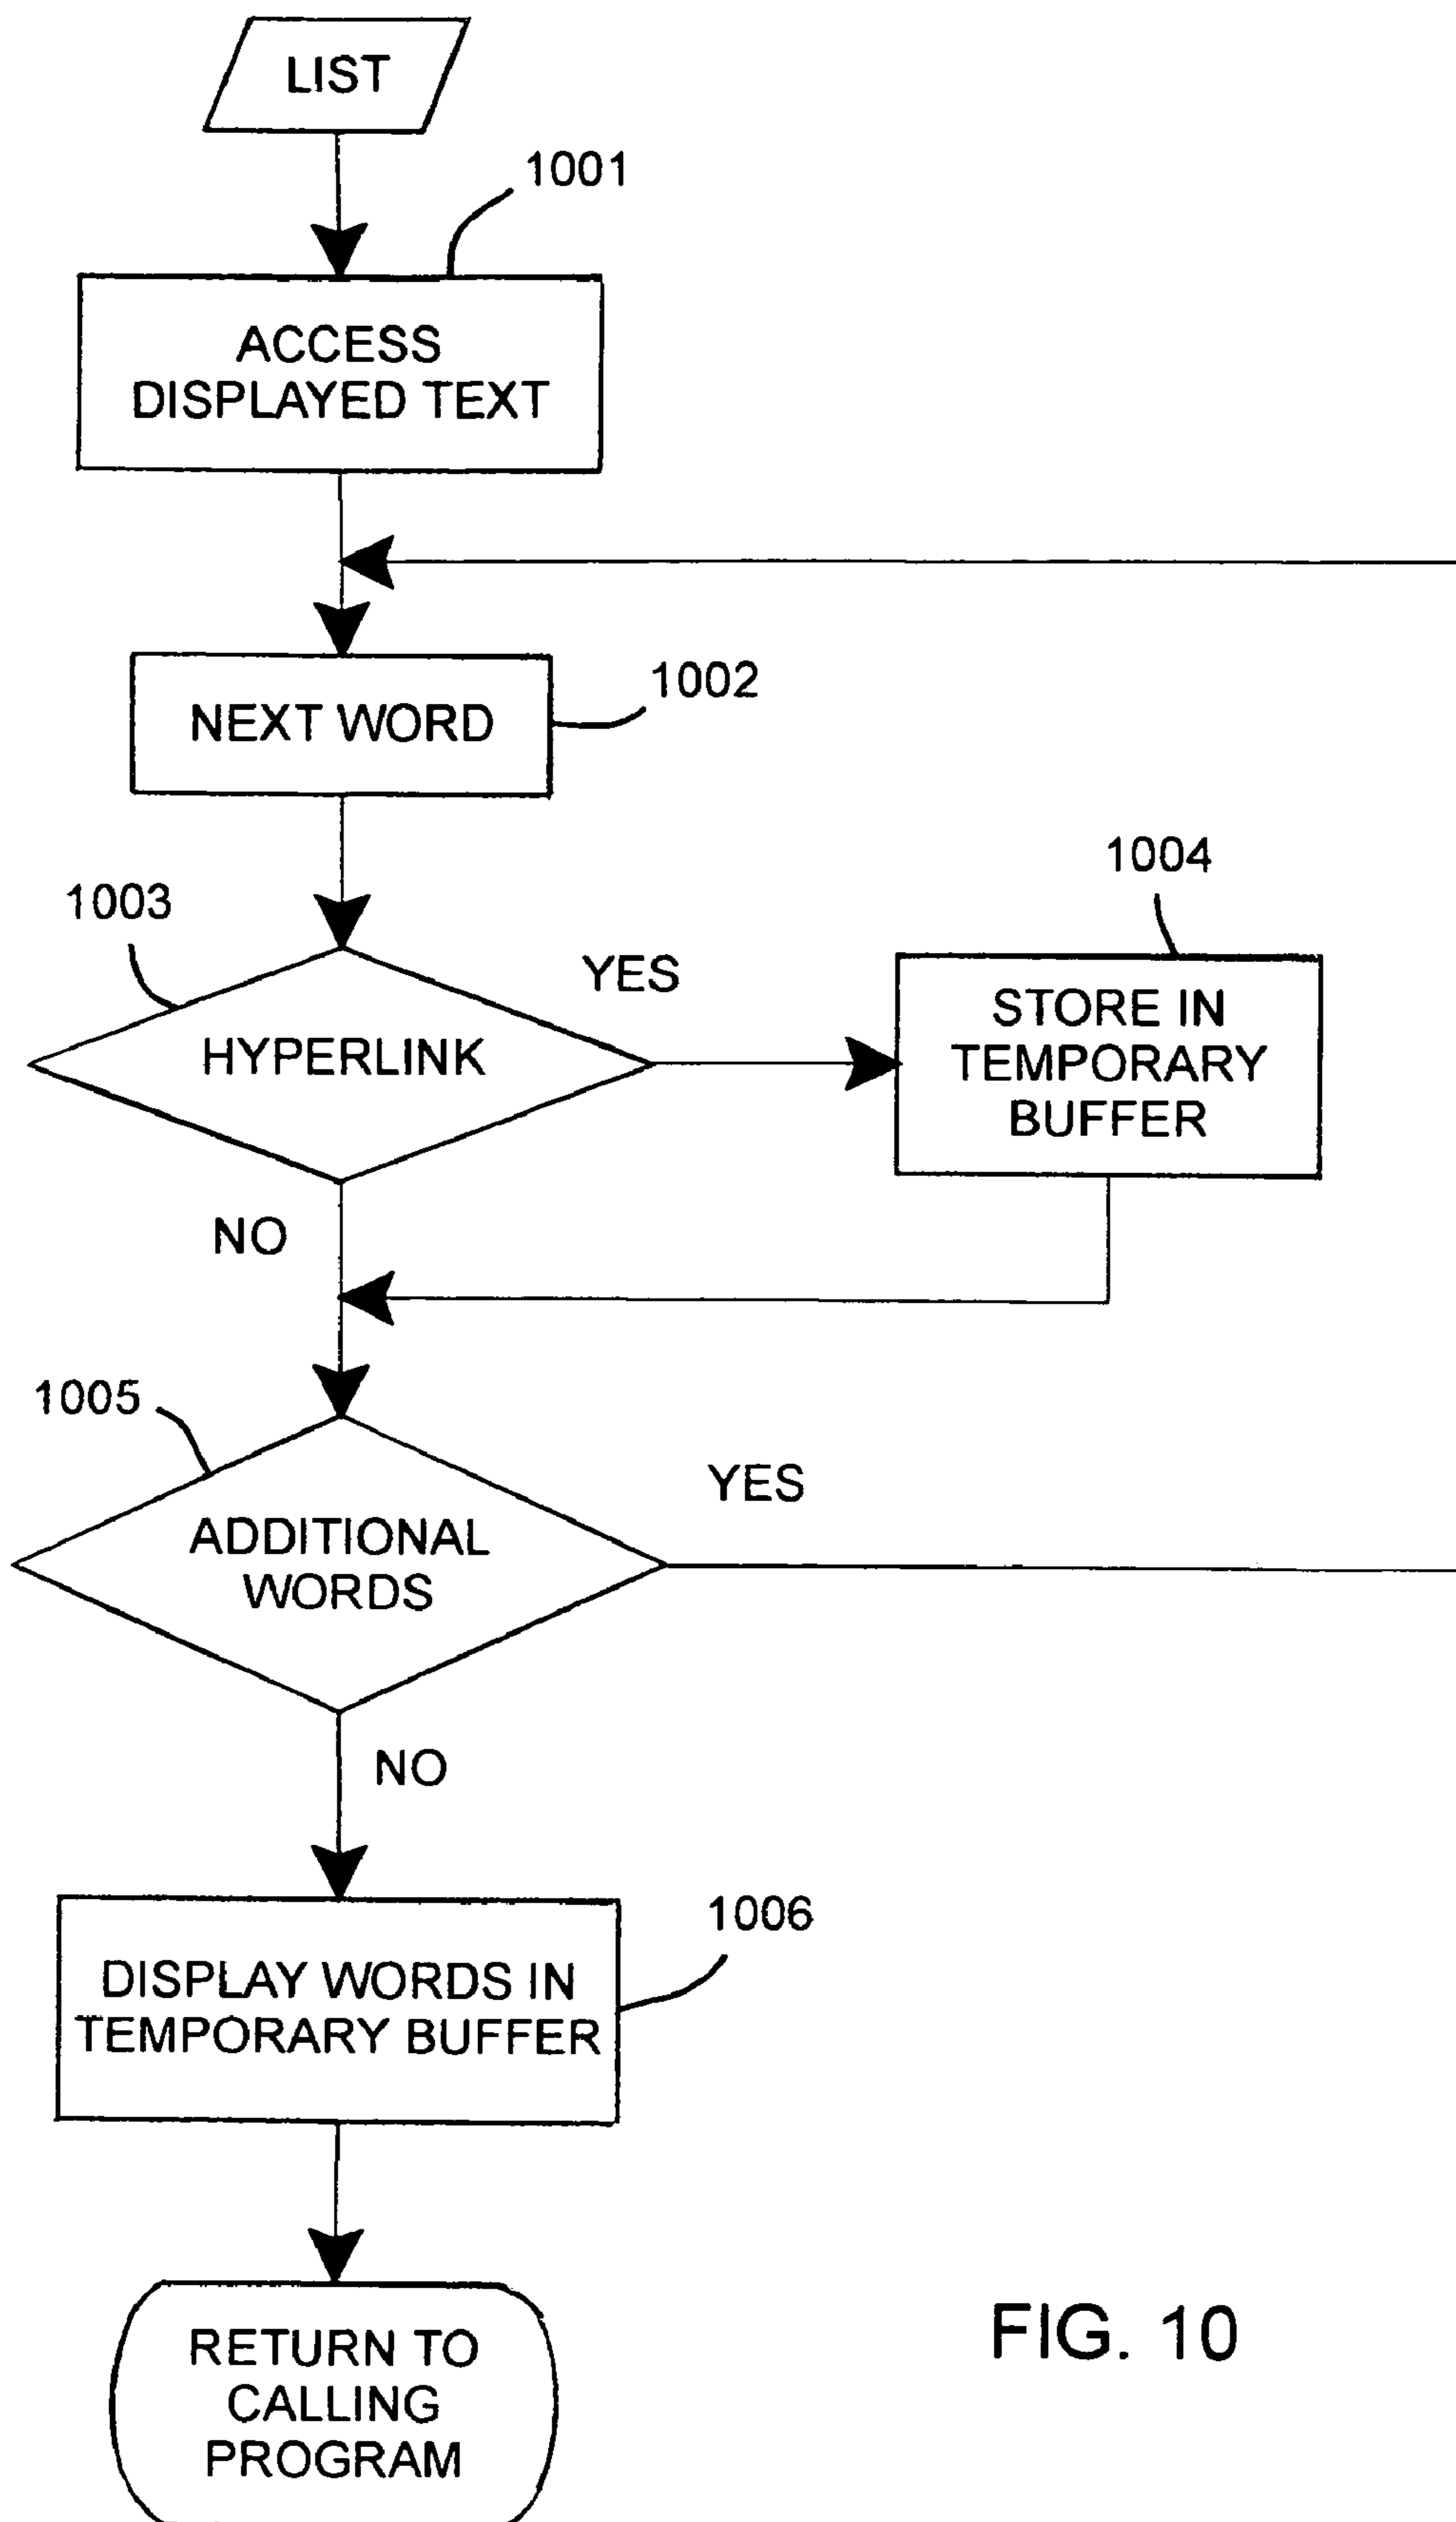 LIST
1001
ACCESS
DISPLAYED TEXT
NEXT WORD
1002
1003
HYPERLINK
YES
1004
STORE IN
TEMPORARY
BUFFER
NO
1005
ADDITIONAL
WORDS
YES
NO
1006
DISPLAY WORDS IN
TEMPORARY BUFFER
RETURN TO
CALLING
PROGRAM
FIG. 10